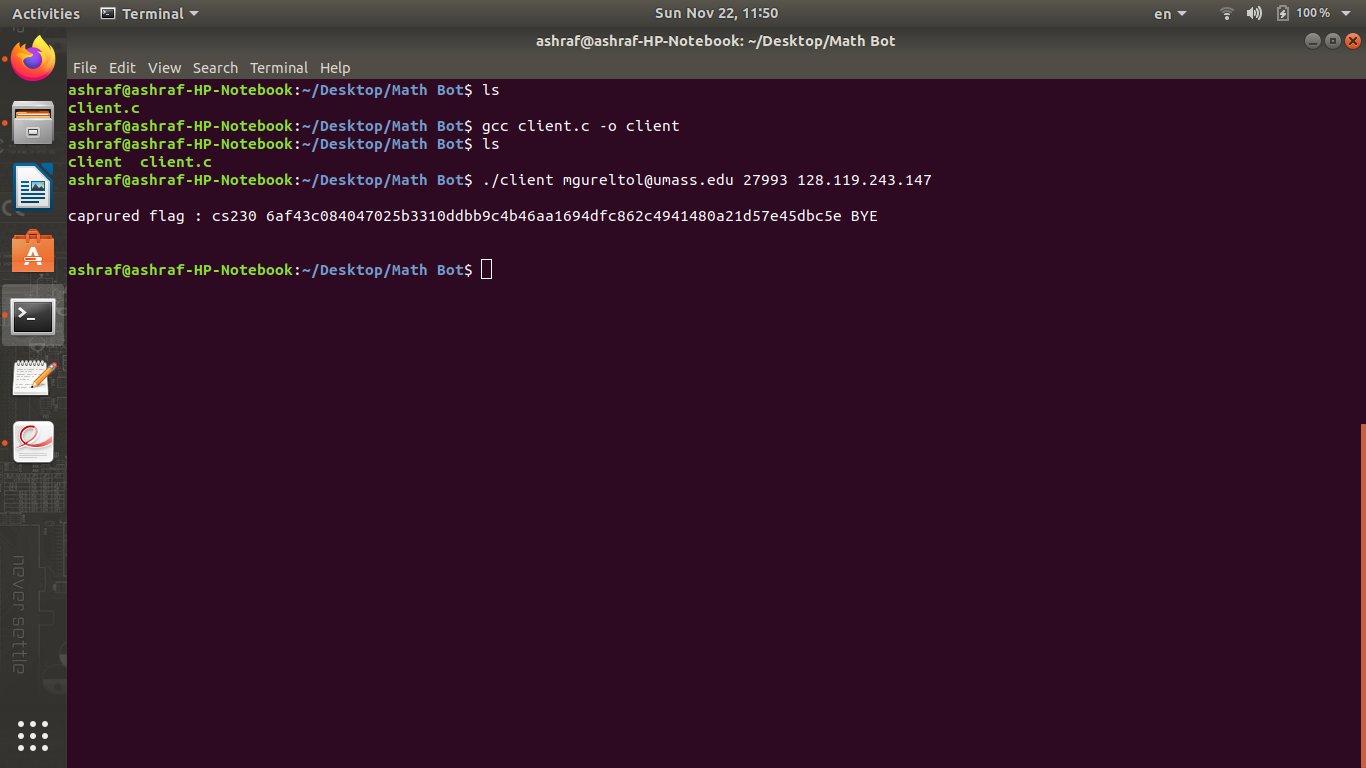 Activities Terminal Sun Nov 22, 11:50 en 100%
ashraf@ashraf-HP-Notebook: ~/Desktop/Math Bot
File Edit View Search Terminal Help
ashraf@ashraf-HP-Notebook:~/Desktop/Math Bot$ ls
client.c
ashraf@ashraf-HP-Notebook:~/Desktop/Math Bot$ gcc client.c -o client
ashraf@ashraf-HP-Notebook:~/Desktop/Math Bot$ ls
client client.c
ashraf@ashraf-HP-Notebook:~/Desktop/Math Bot$ ./client mgureltol@umass.edu 27993 128.119.243.147
caprured flag : cs230 6af43c084047025b3310ddbb9c4b46aa1694dfc862c4941480a21d57e45dbc5e BYE
ashraf@ashraf-HP-Notebook:~/Desktop/Math Bot$
never settle